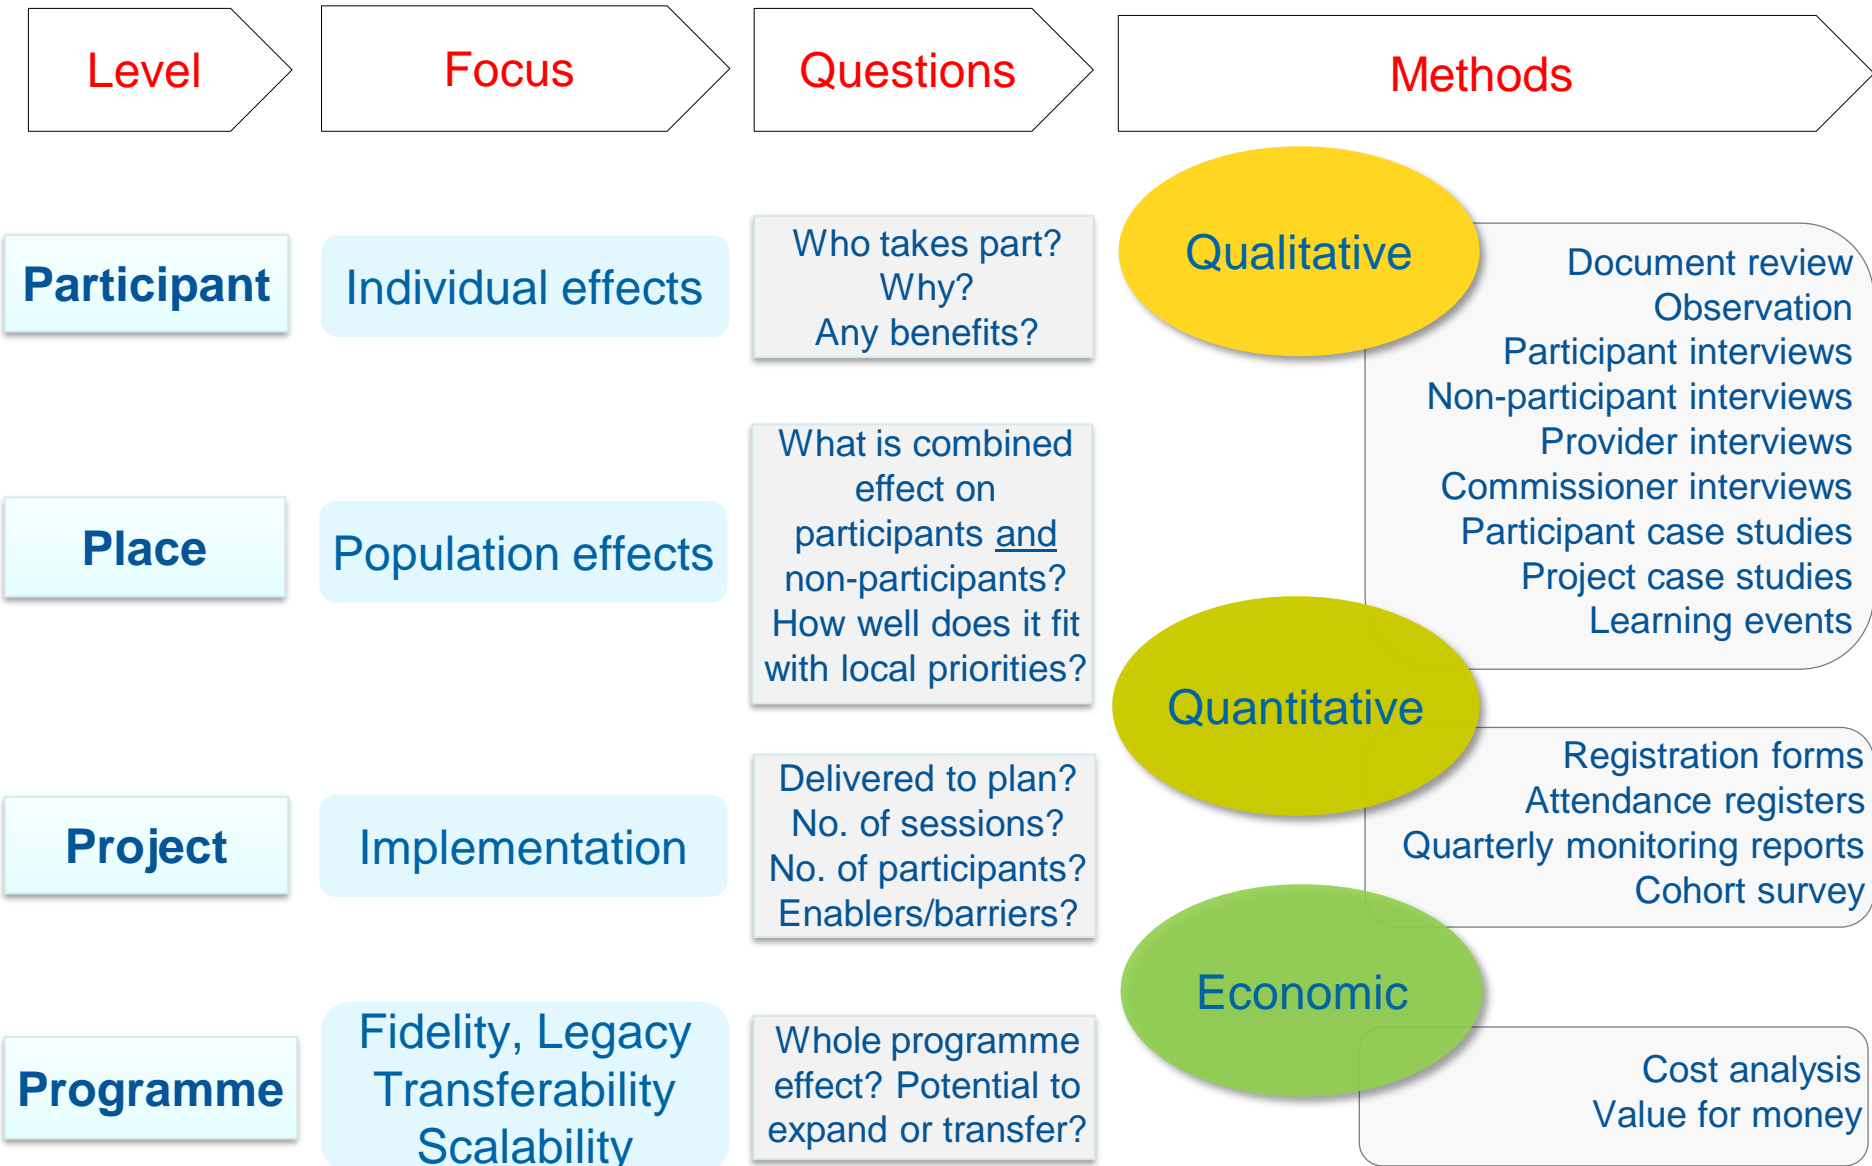 Level
Focus
Questions
Methods
Participant
Individual effects
Who takes part?
Why?
Any benefits?
Place
Population effects
What is combined
effect on
participants and
non-participants?
How well does it fit
with local priorities?
Project
Implementation
Delivered to plan?
No. of sessions?
No. of participants?
Enablers/barriers?
Programme
Fidelity, Legacy
Transferability
Scalability
Whole programme
effect? Potential to
expand or transfer?
Qualitative
Document review
Observation
Participant interviews
Non-participant interviews
Provider interviews
Commissioner interviews
Participant case studies
Project case studies
Learning events
Quantitative
Registration forms
Attendance registers
Quarterly monitoring reports
Cohort survey
Economic
Cost analysis
Value for money